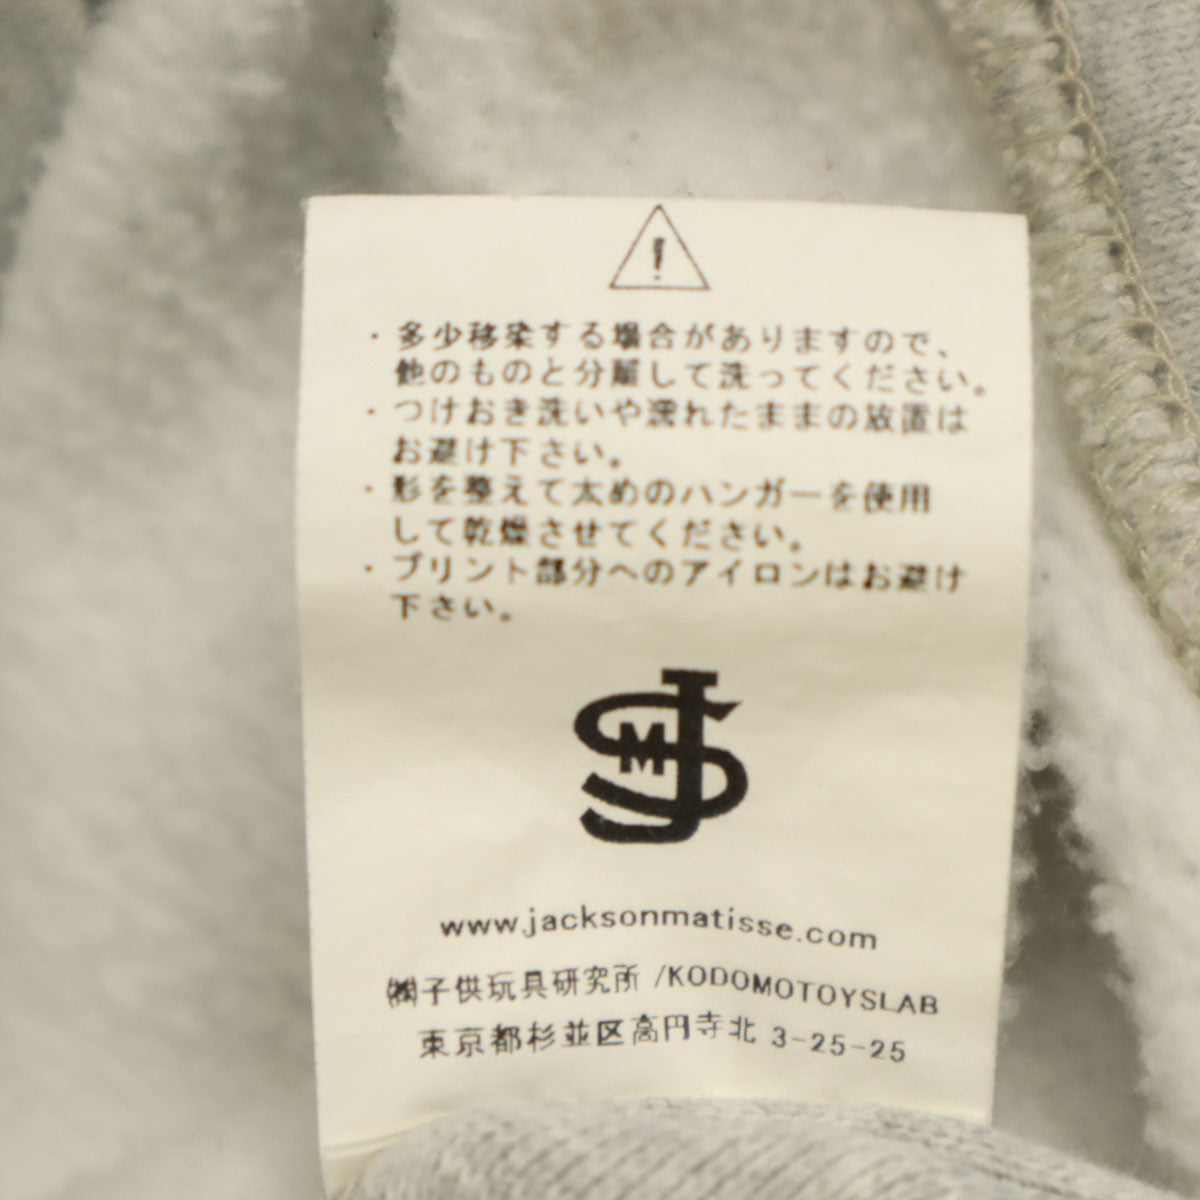 ・多少移染する場合がありますので、
他のものと分離して洗ってください。
・つけおき洗いや濡れたままの放置は
お避け下さい。
・形を整えて太めのハンガーを使用
して乾燥させてください。
・プリント部分へのアイロンはお避け
下さい。
M
www.jacksonmatisse.com
㈱子供玩具研究所 /KODOMOTOYSLAB
東京都杉並区高円寺北 3-25-25